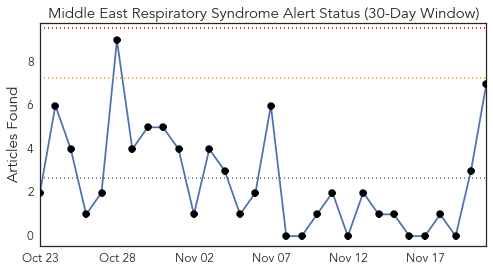 Middle East Respiratory Syndrome Alert Status (30-Day Window)
Articles Found
8
6
4
2
0
Oct 23 Oct 28 Nov 02 Nov 07 Nov 12 Nov 17